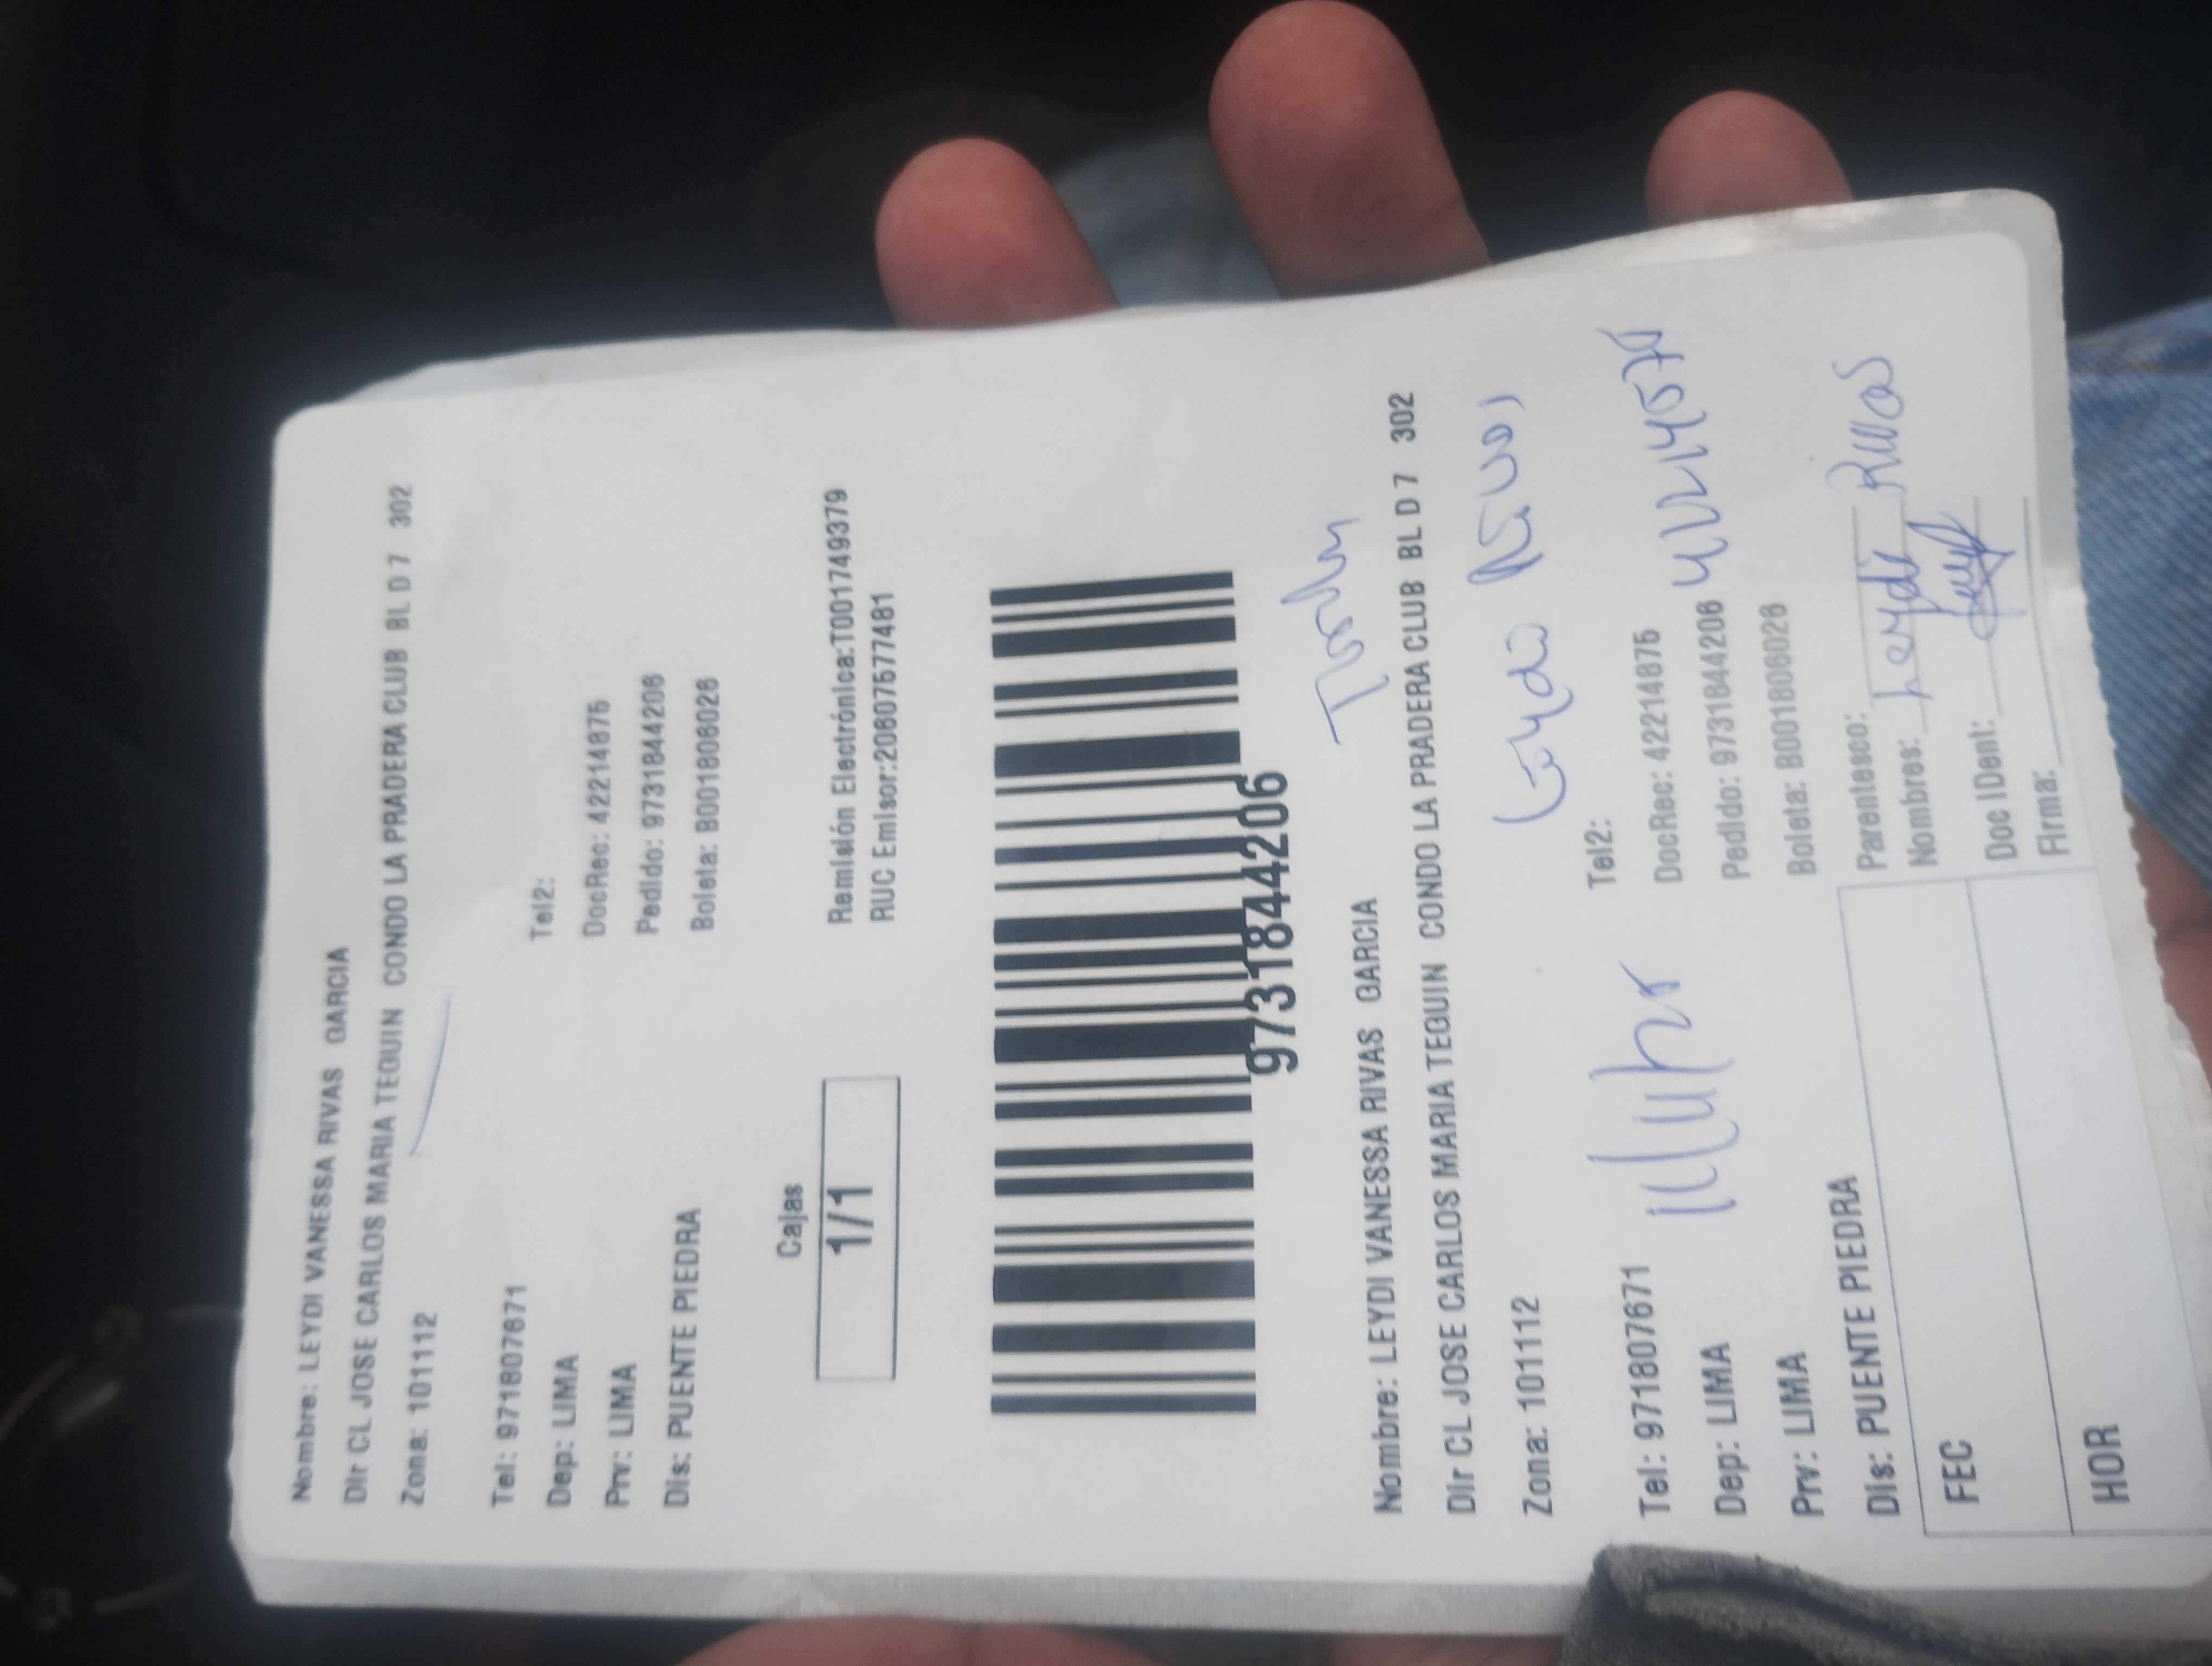 Nombre: LEYDI VANESSA RIVAS GARCIA
Dir CL JOSE CARLOS MARIA TEGUIN CONDO LA PRADERA CLUB BL D 7 302
Zona: 101112
Tel: 971807671
Tel2:
Dep: LIMA
DocRec: 42214875
Prv: LIMA
Pedido: 9731844206
Dis: PUENTE PIEDRA
Boleta: B001806026
Cajas
1/1
Remisión Electrónica:T001749379
RUC Emisor:20607577481
9731844206
Nombre: LEYDI VANESSA RIVAS GARCIA
Dir CL JOSE CARLOS MARIA TEGUIN CONDO LA PRADERA CLUB BL D 7 302
Zona: 101112
Tel: 971807671
Tel2:
Dep: LIMA
DocRec: 42214875
Prv: LIMA
Pedido: 9731844206
Dis: PUENTE PIEDRA
Boleta: B001806026
FEC
HOR
Parentesco:
Nombres: Leydi Rivas
Doc IDent:
Firma: